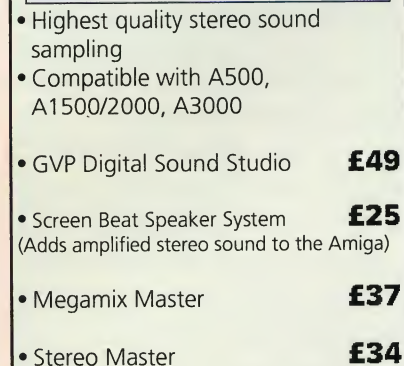 • Highest quality stereo sound
sampling
• Compatible with A500,
A1500/2000, A3000
• GVP Digital Sound Studio £49
• Screen Beat Speaker System £25
(Adds amplified stereo sound to the Amiga)
• Megamix Master £37
• Stereo Master £34